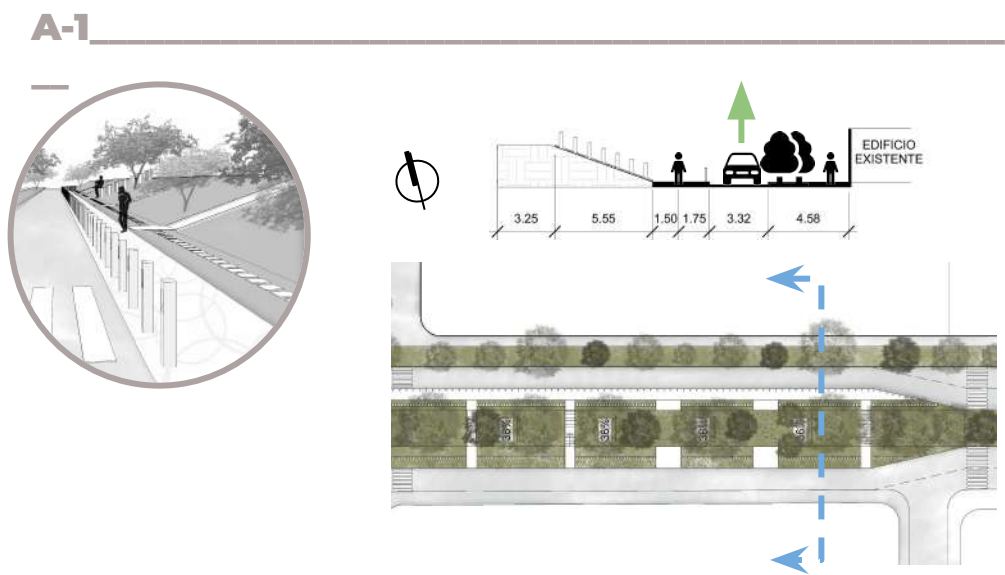 A-1
EDIFICIO
EXISTENTE
3.25 5.55 1.50 1.75 3.32 4.58
36% 36% 36% 36%